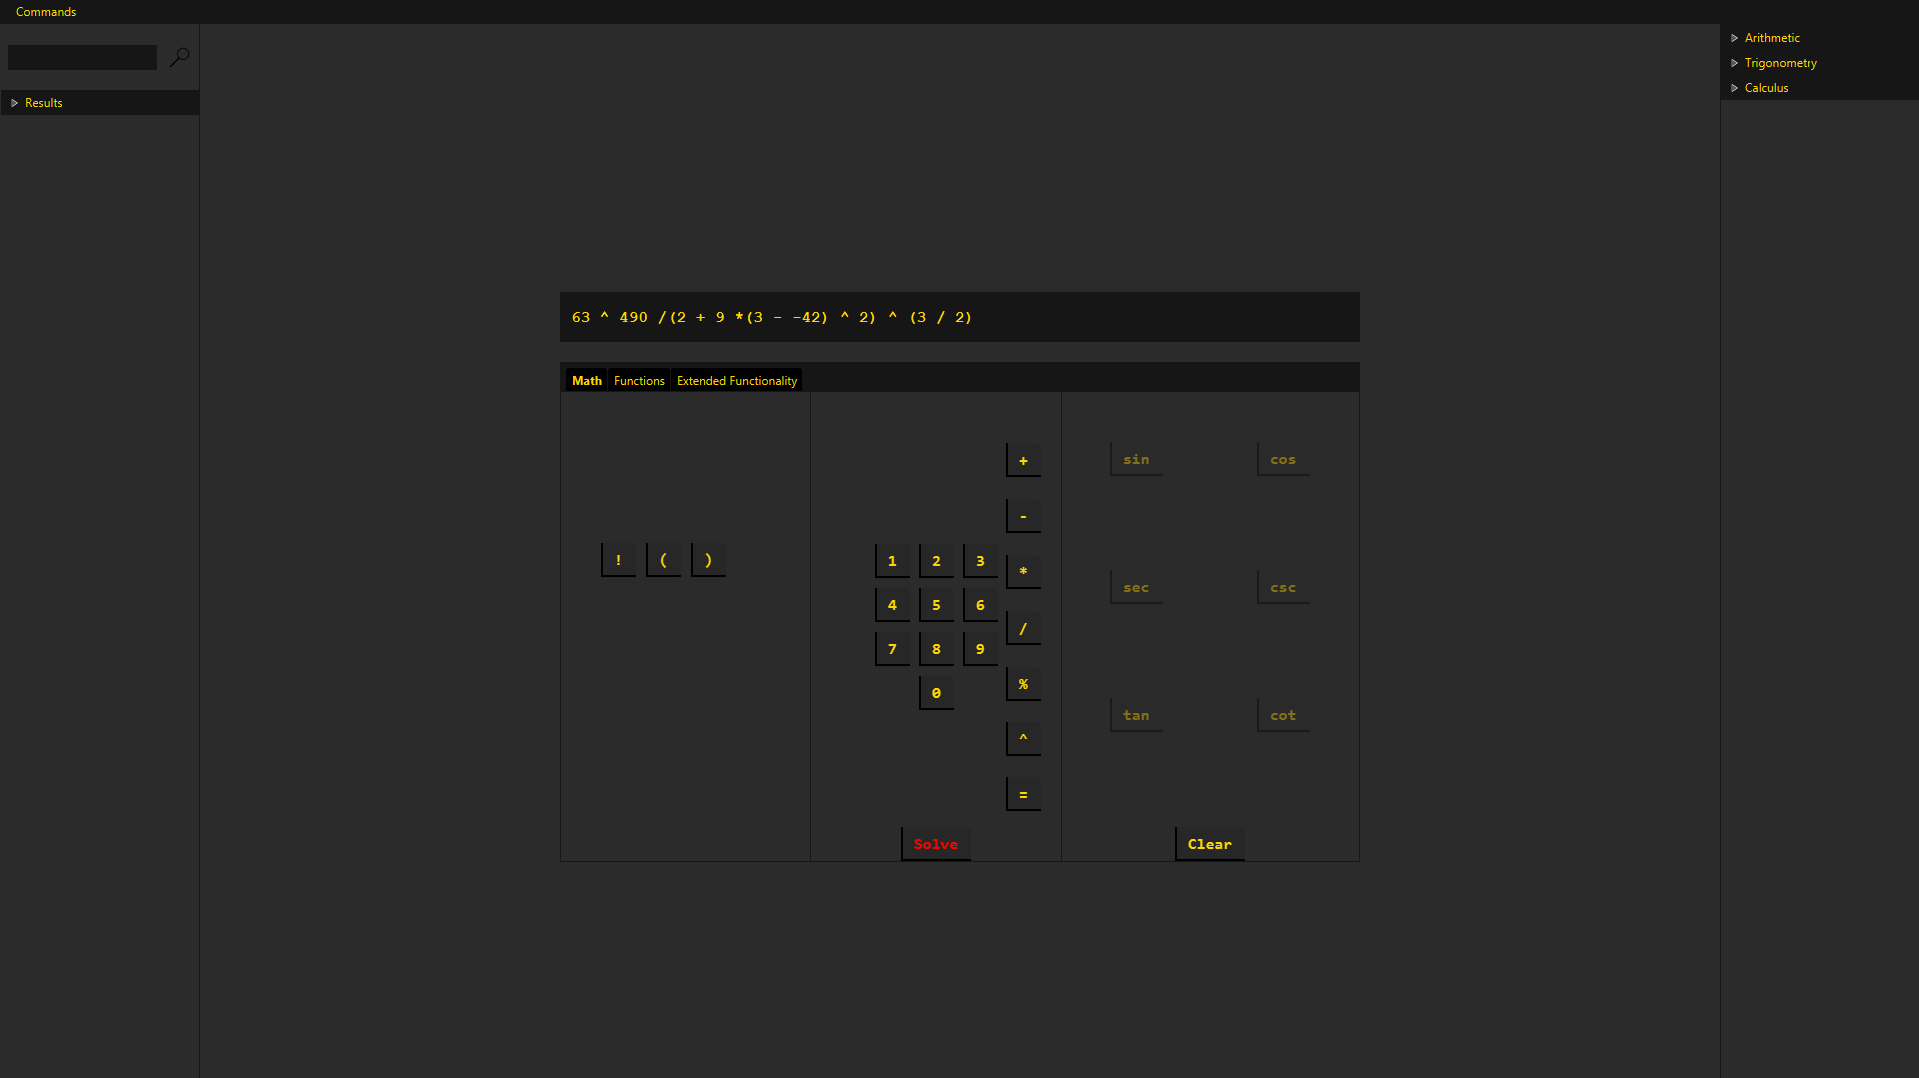 Commands
Results
Arithmetic
Trigonometry
Calculus
63 ^ 490 /(2 + 9 *(3 - -42) ^ 2) ^ (3 / 2)
Math Functions Extended Functionality
! ( )
+
-
1 2 3 *
4 5 6
/
7 8 9
%
0
^
=
Solve
sin cos
sec csc
tan cot
Clear